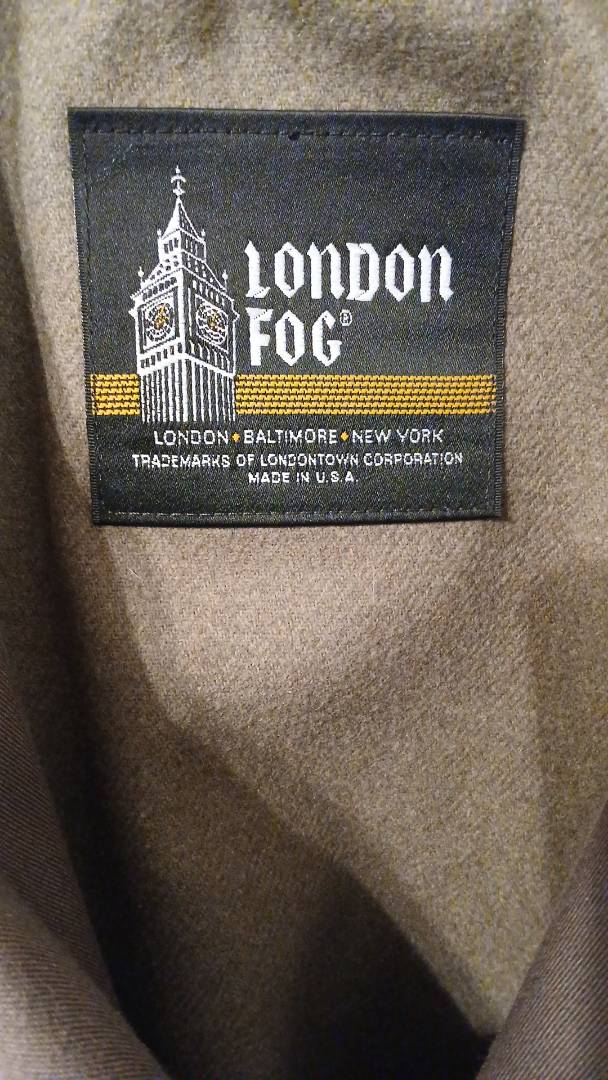 LONDON
FOG®
LONDON • BALTIMORE • NEW YORK
TRADEMARKS OF LONDONTOWN CORPORATION
MADE IN U.S.A.